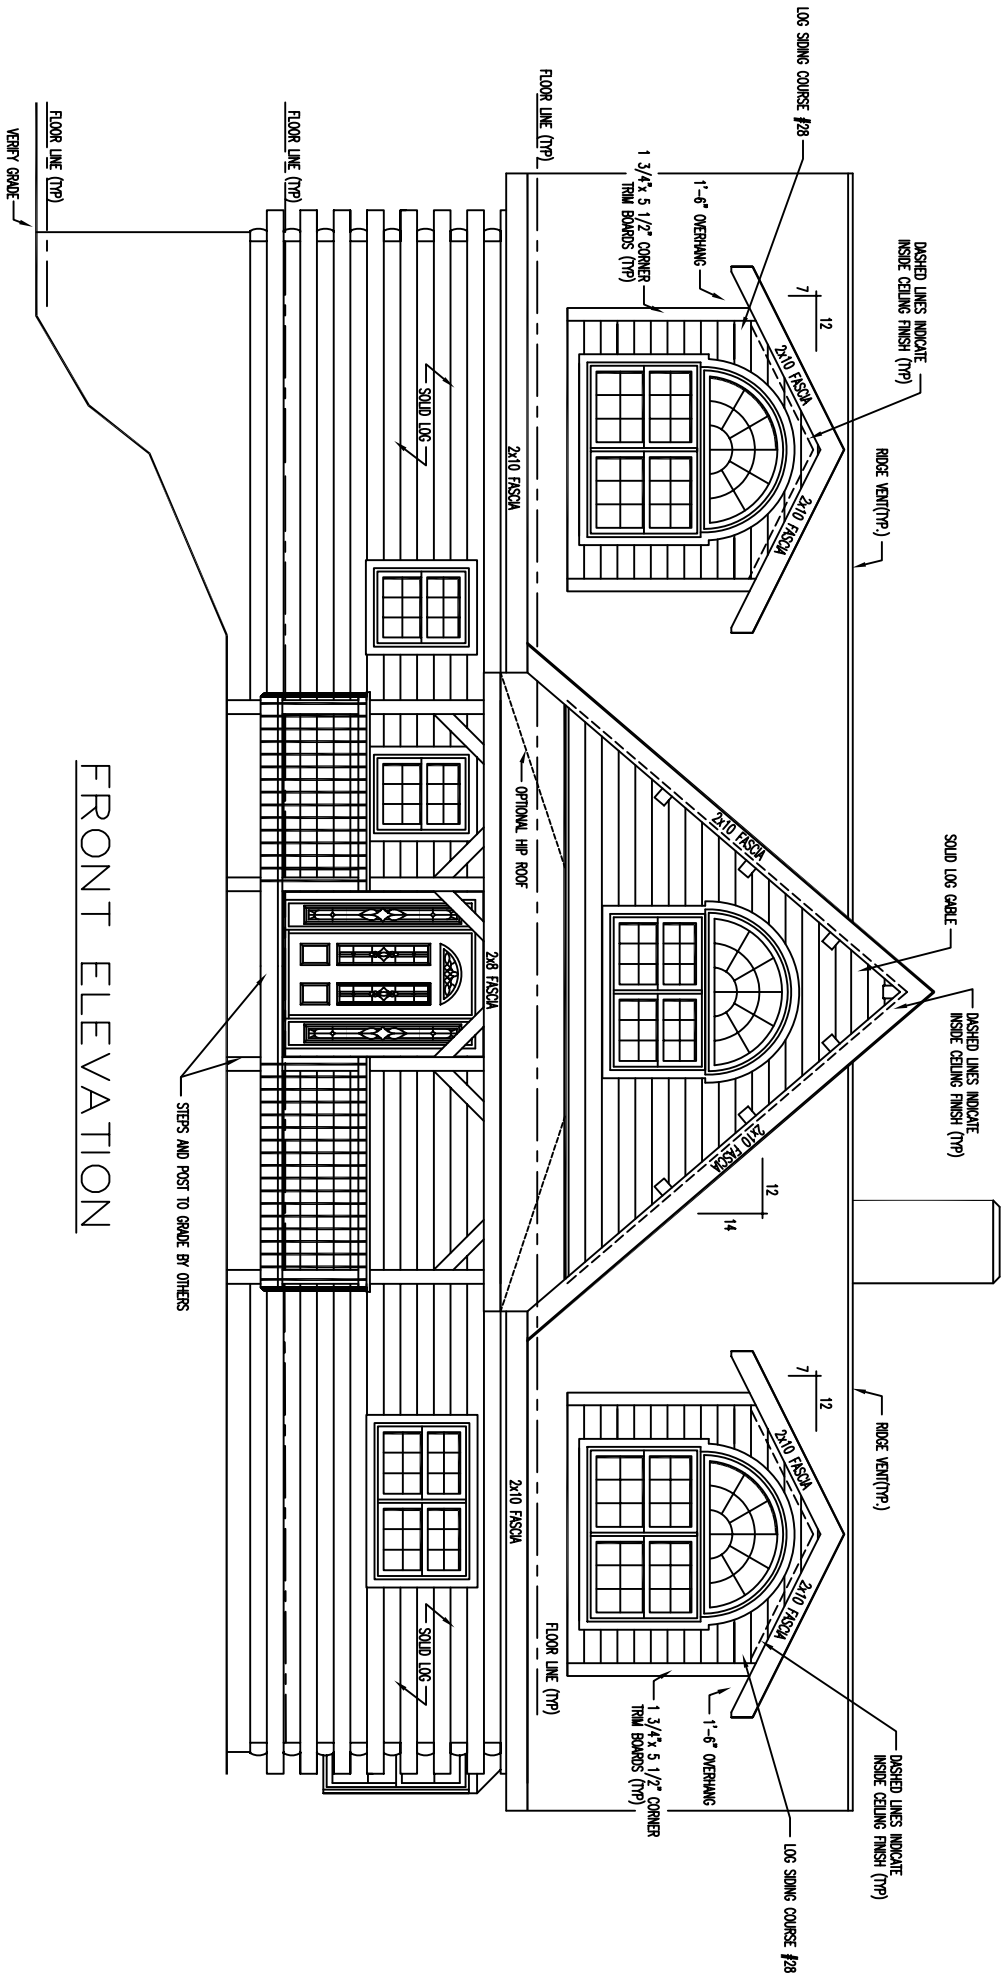 DASHED LINES INDICATE
INSIDE CEILING FINISH (TYP)
SOLID LOG GABLE
DASHED LINES INDICATE
INSIDE CEILING FINISH (TYP)
RIDGE VENT(TYP.)
RIDGE VENT(TYP.)
DASHED LINES INDICATE
INSIDE CEILING FINISH (TYP)
LOG SIDING COURSE #28
12
7
2x10 FASCIA
2x10 FASCIA
2x10 FASCIA
2x10 FASCIA
12
14
12
7
2x10 FASCIA
2x10 FASCIA
LOG SIDING COURSE #28
1'-6" OVERHANG
1 3/4"x 5 1/2" CORNER
TRIM BOARDS (TYP)
1'-6" OVERHANG
1 3/4"x 5 1/2" CORNER
TRIM BOARDS (TYP)
FLOOR LINE (TYP)
FLOOR LINE (TYP)
2x10 FASCIA
OPTIONAL HIP ROOF
2x8 FASCIA
2x10 FASCIA
SOLID LOG
SOLID LOG
FLOOR LINE (TYP)
STEPS AND POST TO GRADE BY OTHERS
FLOOR LINE (TYP)
VERIFY GRADE
FRONT ELEVATION